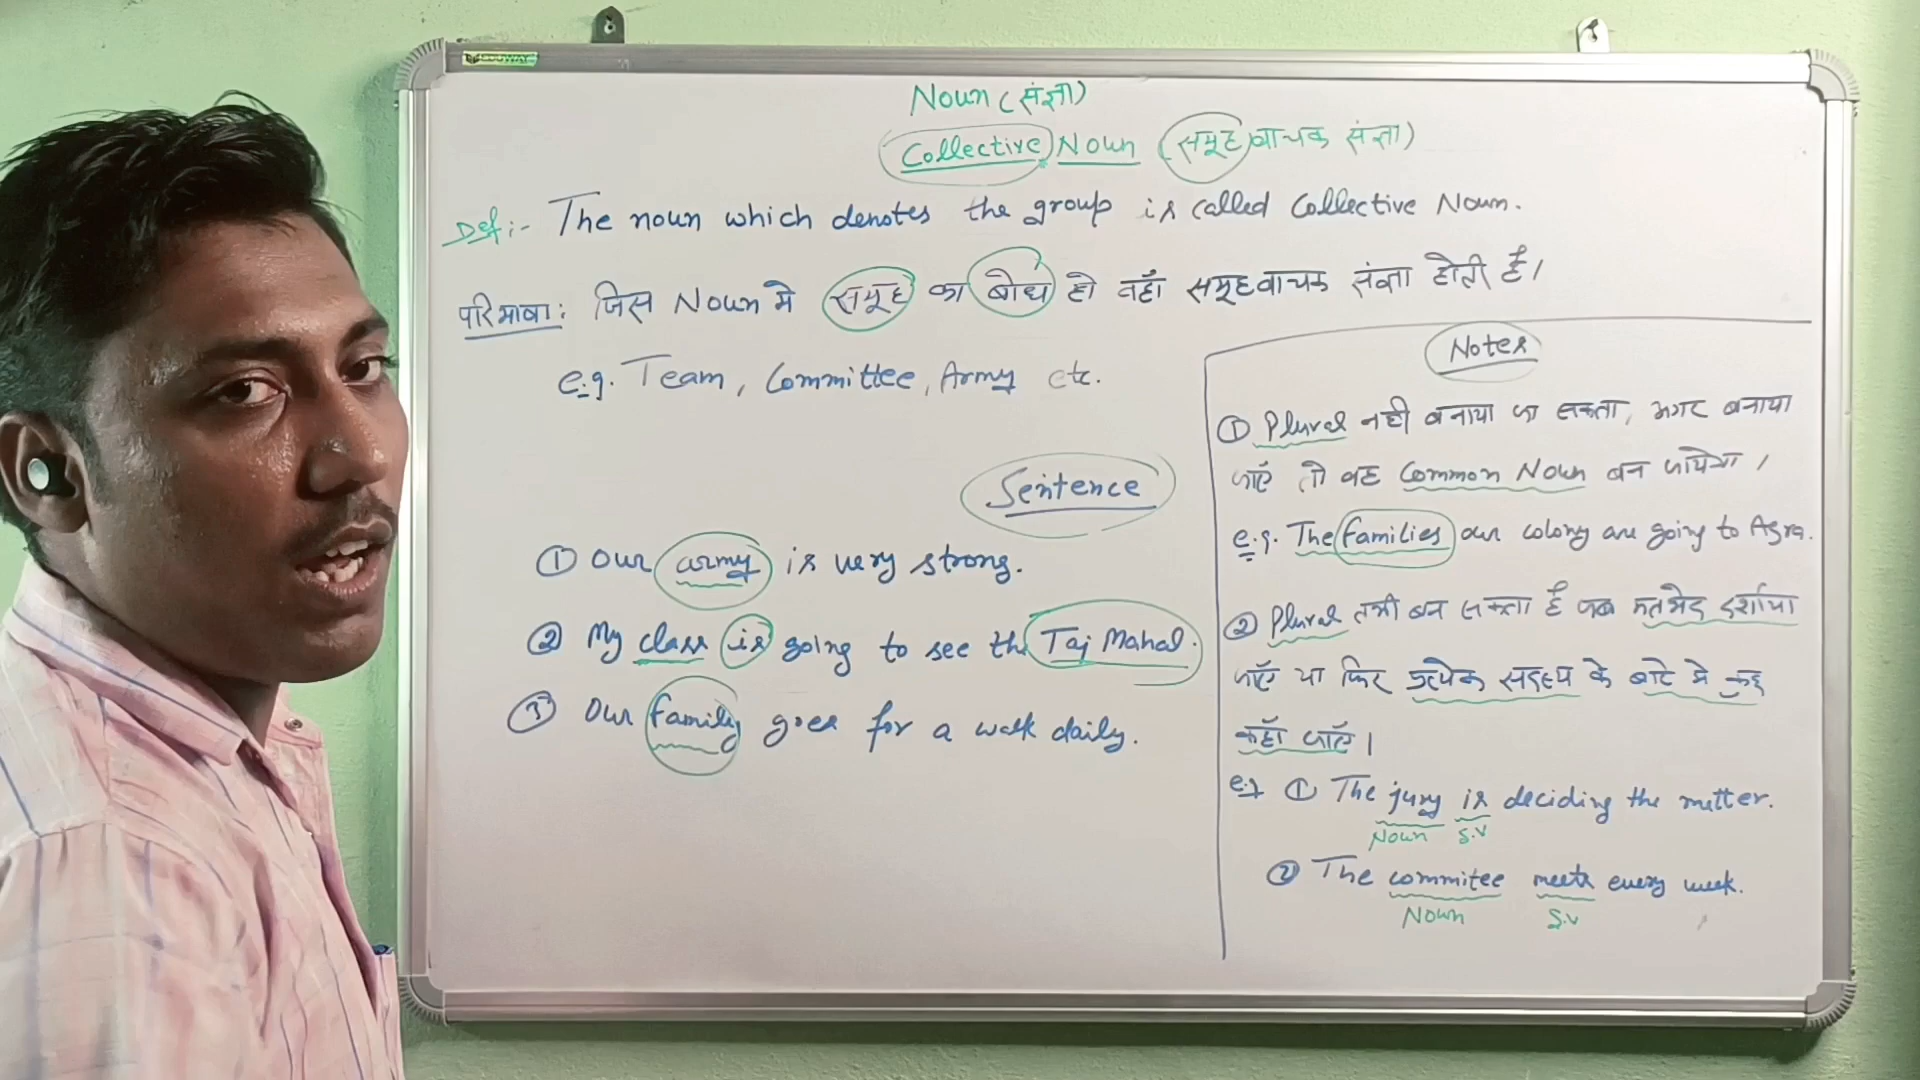 Noun (संज्ञा)
Collective Noun (समूहवाचक संज्ञा)
Def:- The noun which denotes the group is called Collective Noun.
परिभाषा: जिस Noun मे समूह का बोध हो वहाँ समूहवाचक संज्ञा होती है।
e.g. Team, Committee, Army etc.
Sentence
① Our army is very strong.
② My class is going to see the Taj Mahal.
③ Our family goes for a walk daily.
Notes
① Plural नही बनाया जा सकता, मगर बनाया
जाएँ तो वह Common Noun बन जायेगा।
e.g. The families our colony are going to Agra.
② Plural तभी बन सकता है जब मतभेद दर्शाया
जाएँ या फिर प्रत्येक सदस्य के बारे मे कुछ
कहाँ जाएँ।
e.g ① The jury is deciding the matter.
Noun S.V
② The commitee meets every week.
Noun S.V